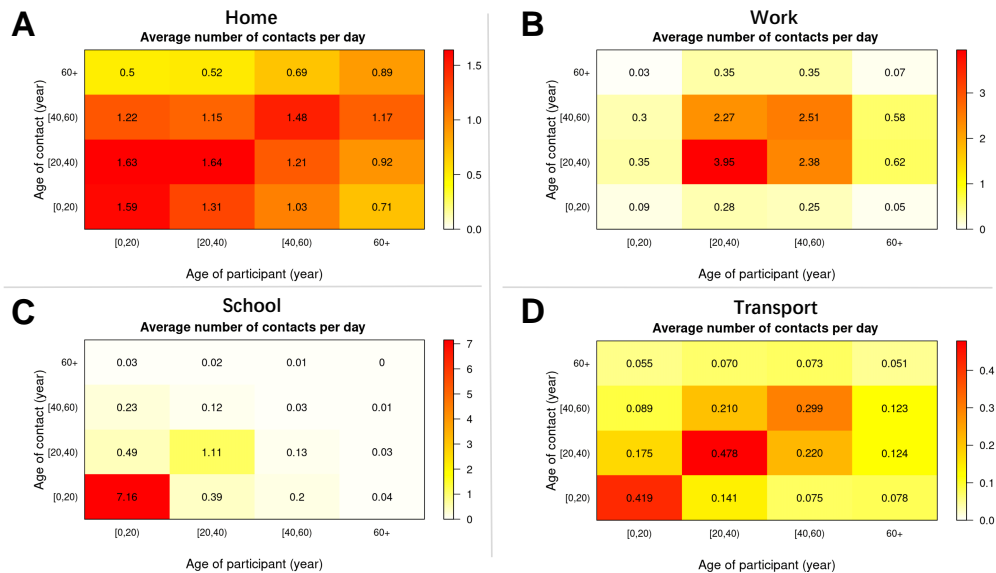 A
Home
Average number of contacts per day
Age of contact (year)
60+ 0.5 0.52 0.69 0.89
[40,60) 1.22 1.15 1.48 1.17
[20,40) 1.63 1.64 1.21 0.92
[0,20) 1.59 1.31 1.03 0.71
[0,20) [20,40) [40,60) 60+
Age of participant (year)
1.5
1.0
0.5
0.0
B
Work
Average number of contacts per day
Age of contact (year)
60+ 0.03 0.35 0.35 0.07
[40,60) 0.3 2.27 2.51 0.58
[20,40) 0.35 3.95 2.38 0.62
[0,20) 0.09 0.28 0.25 0.05
[0,20) [20,40) [40,60) 60+
Age of participant (year)
3
2
1
0
C
School
Average number of contacts per day
Age of contact (year)
60+ 0.03 0.02 0.01 0
[40,60) 0.23 0.12 0.03 0.01
[20,40) 0.49 1.11 0.13 0.03
[0,20) 7.16 0.39 0.2 0.04
[0,20) [20,40) [40,60) 60+
Age of participant (year)
7
6
5
4
3
2
1
0
D
Transport
Average number of contacts per day
Age of contact (year)
60+ 0.055 0.070 0.073 0.051
[40,60) 0.089 0.210 0.299 0.123
[20,40) 0.175 0.478 0.220 0.124
[0,20) 0.419 0.141 0.075 0.078
[0,20) [20,40) [40,60) 60+
Age of participant (year)
0.4
0.3
0.2
0.1
0.0